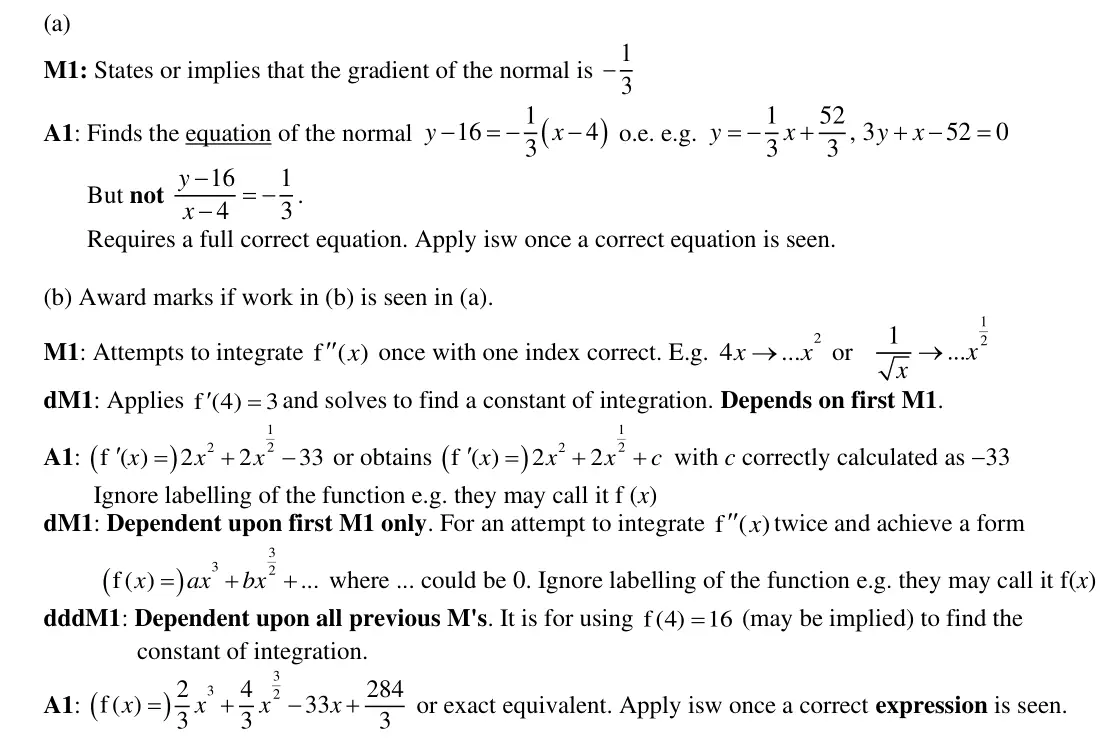 (a)
M1: States or implies that the gradient of the normal is −1/3
A1: Finds the equation of the normal y−16 = −1/3(x−4) o.e. e.g. y = −1/3x + 52/3, 3y + x − 52 = 0
But not (y−16)/(x−4) = −1/3.
Requires a full correct equation. Apply isw once a correct equation is seen.
(b) Award marks if work in (b) is seen in (a).
M1: Attempts to integrate f″(x) once with one index correct. E.g. 4x → ...x² or 1/√x → ...x^(1/2)
dM1: Applies f′(4) = 3 and solves to find a constant of integration. Depends on first M1.
A1: (f′(x) =)2x² + 2x^(1/2) − 33 or obtains (f′(x) =)2x² + 2x^(1/2) + c with c correctly calculated as −33
Ignore labelling of the function e.g. they may call it f (x)
dM1: Dependent upon first M1 only. For an attempt to integrate f″(x) twice and achieve a form
(f(x) =)ax³ + bx^(3/2) + ... where ... could be 0. Ignore labelling of the function e.g. they may call it f(x)
dddM1: Dependent upon all previous M's. It is for using f(4) = 16 (may be implied) to find the
constant of integration.
A1: (f(x) =)2/3x³ + 4/3x^(3/2) − 33x + 284/3 or exact equivalent. Apply isw once a correct expression is seen.